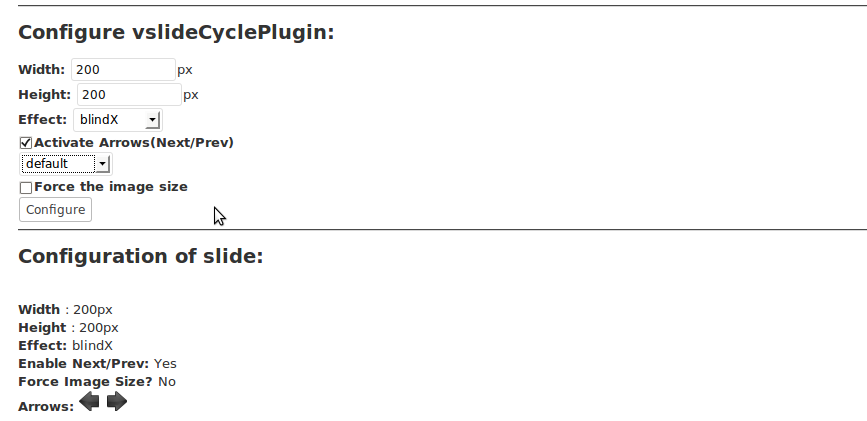 Configure vslideCyclePlugin:
Width: 200 px
Height: 200 px
Effect: blindX
Activate Arrows(Next/Prev)
default
Force the image size
Configure
Configuration of slide:
Width : 200px
Height : 200px
Effect: blindX
Enable Next/Prev: Yes
Force Image Size? No
Arrows: